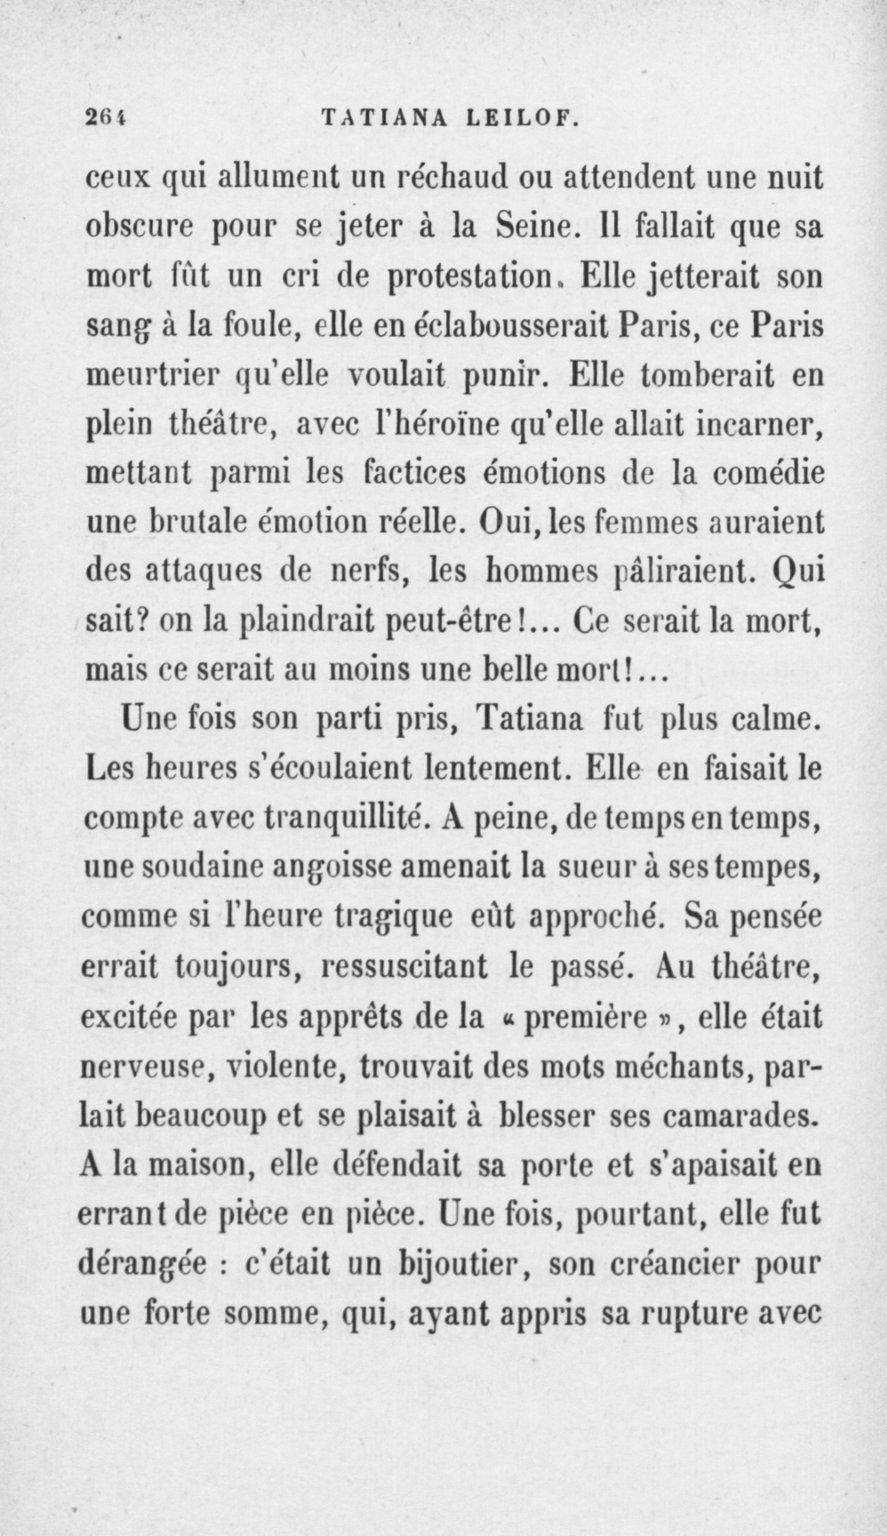 264 TATIANA LEILOF.
ceux qui allument un réchaud ou attendent une nuit
obscure pour se jeter à la Seine. Il fallait que sa
mort fût un cri de protestation. Elle jetterait son
sang à la foule, elle en éclabousserait Paris, ce Paris
meurtrier qu'elle voulait punir. Elle tomberait en
plein théâtre, avec l'héroïne qu'elle allait incarner,
mettant parmi les factices émotions de la comédie
une brutale émotion réelle. Oui, les femmes auraient
des attaques de nerfs, les hommes pâliraient. Qui
sait? on la plaindrait peut-être!... Ce serait la mort,
mais ce serait au moins une belle mort!...
Une fois son parti pris, Tatiana fut plus calme.
Les heures s'écoulaient lentement. Elle en faisait le
compte avec tranquillité. A peine, de temps en temps,
une soudaine angoisse amenait la sueur à ses tempes,
comme si l'heure tragique eût approché. Sa pensée
errait toujours, ressuscitant le passé. Au théâtre,
excitée par les apprêts de la « première », elle était
nerveuse, violente, trouvait des mots méchants, par-
lait beaucoup et se plaisait à blesser ses camarades.
A la maison, elle défendait sa porte et s'apaisait en
errant de pièce en pièce. Une fois, pourtant, elle fut
dérangée : c'était un bijoutier, son créancier pour
une forte somme, qui, ayant appris sa rupture avec